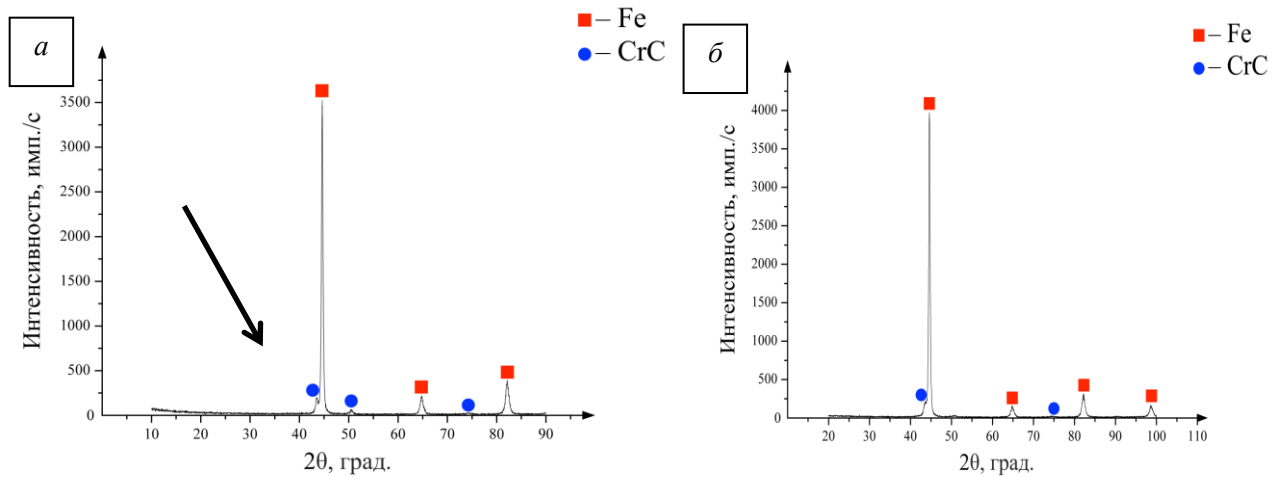 а
– Fe
– CrC
Интенсивность, имп./с
3500
3000
2500
2000
1500
1000
500
0
10 20 30 40 50 60 70 80 90
2θ, град.
б
– Fe
– CrC
Интенсивность, имп./с
4000
3500
3000
2500
2000
1500
1000
500
0
20 30 40 50 60 70 80 90 100 110
2θ, град.